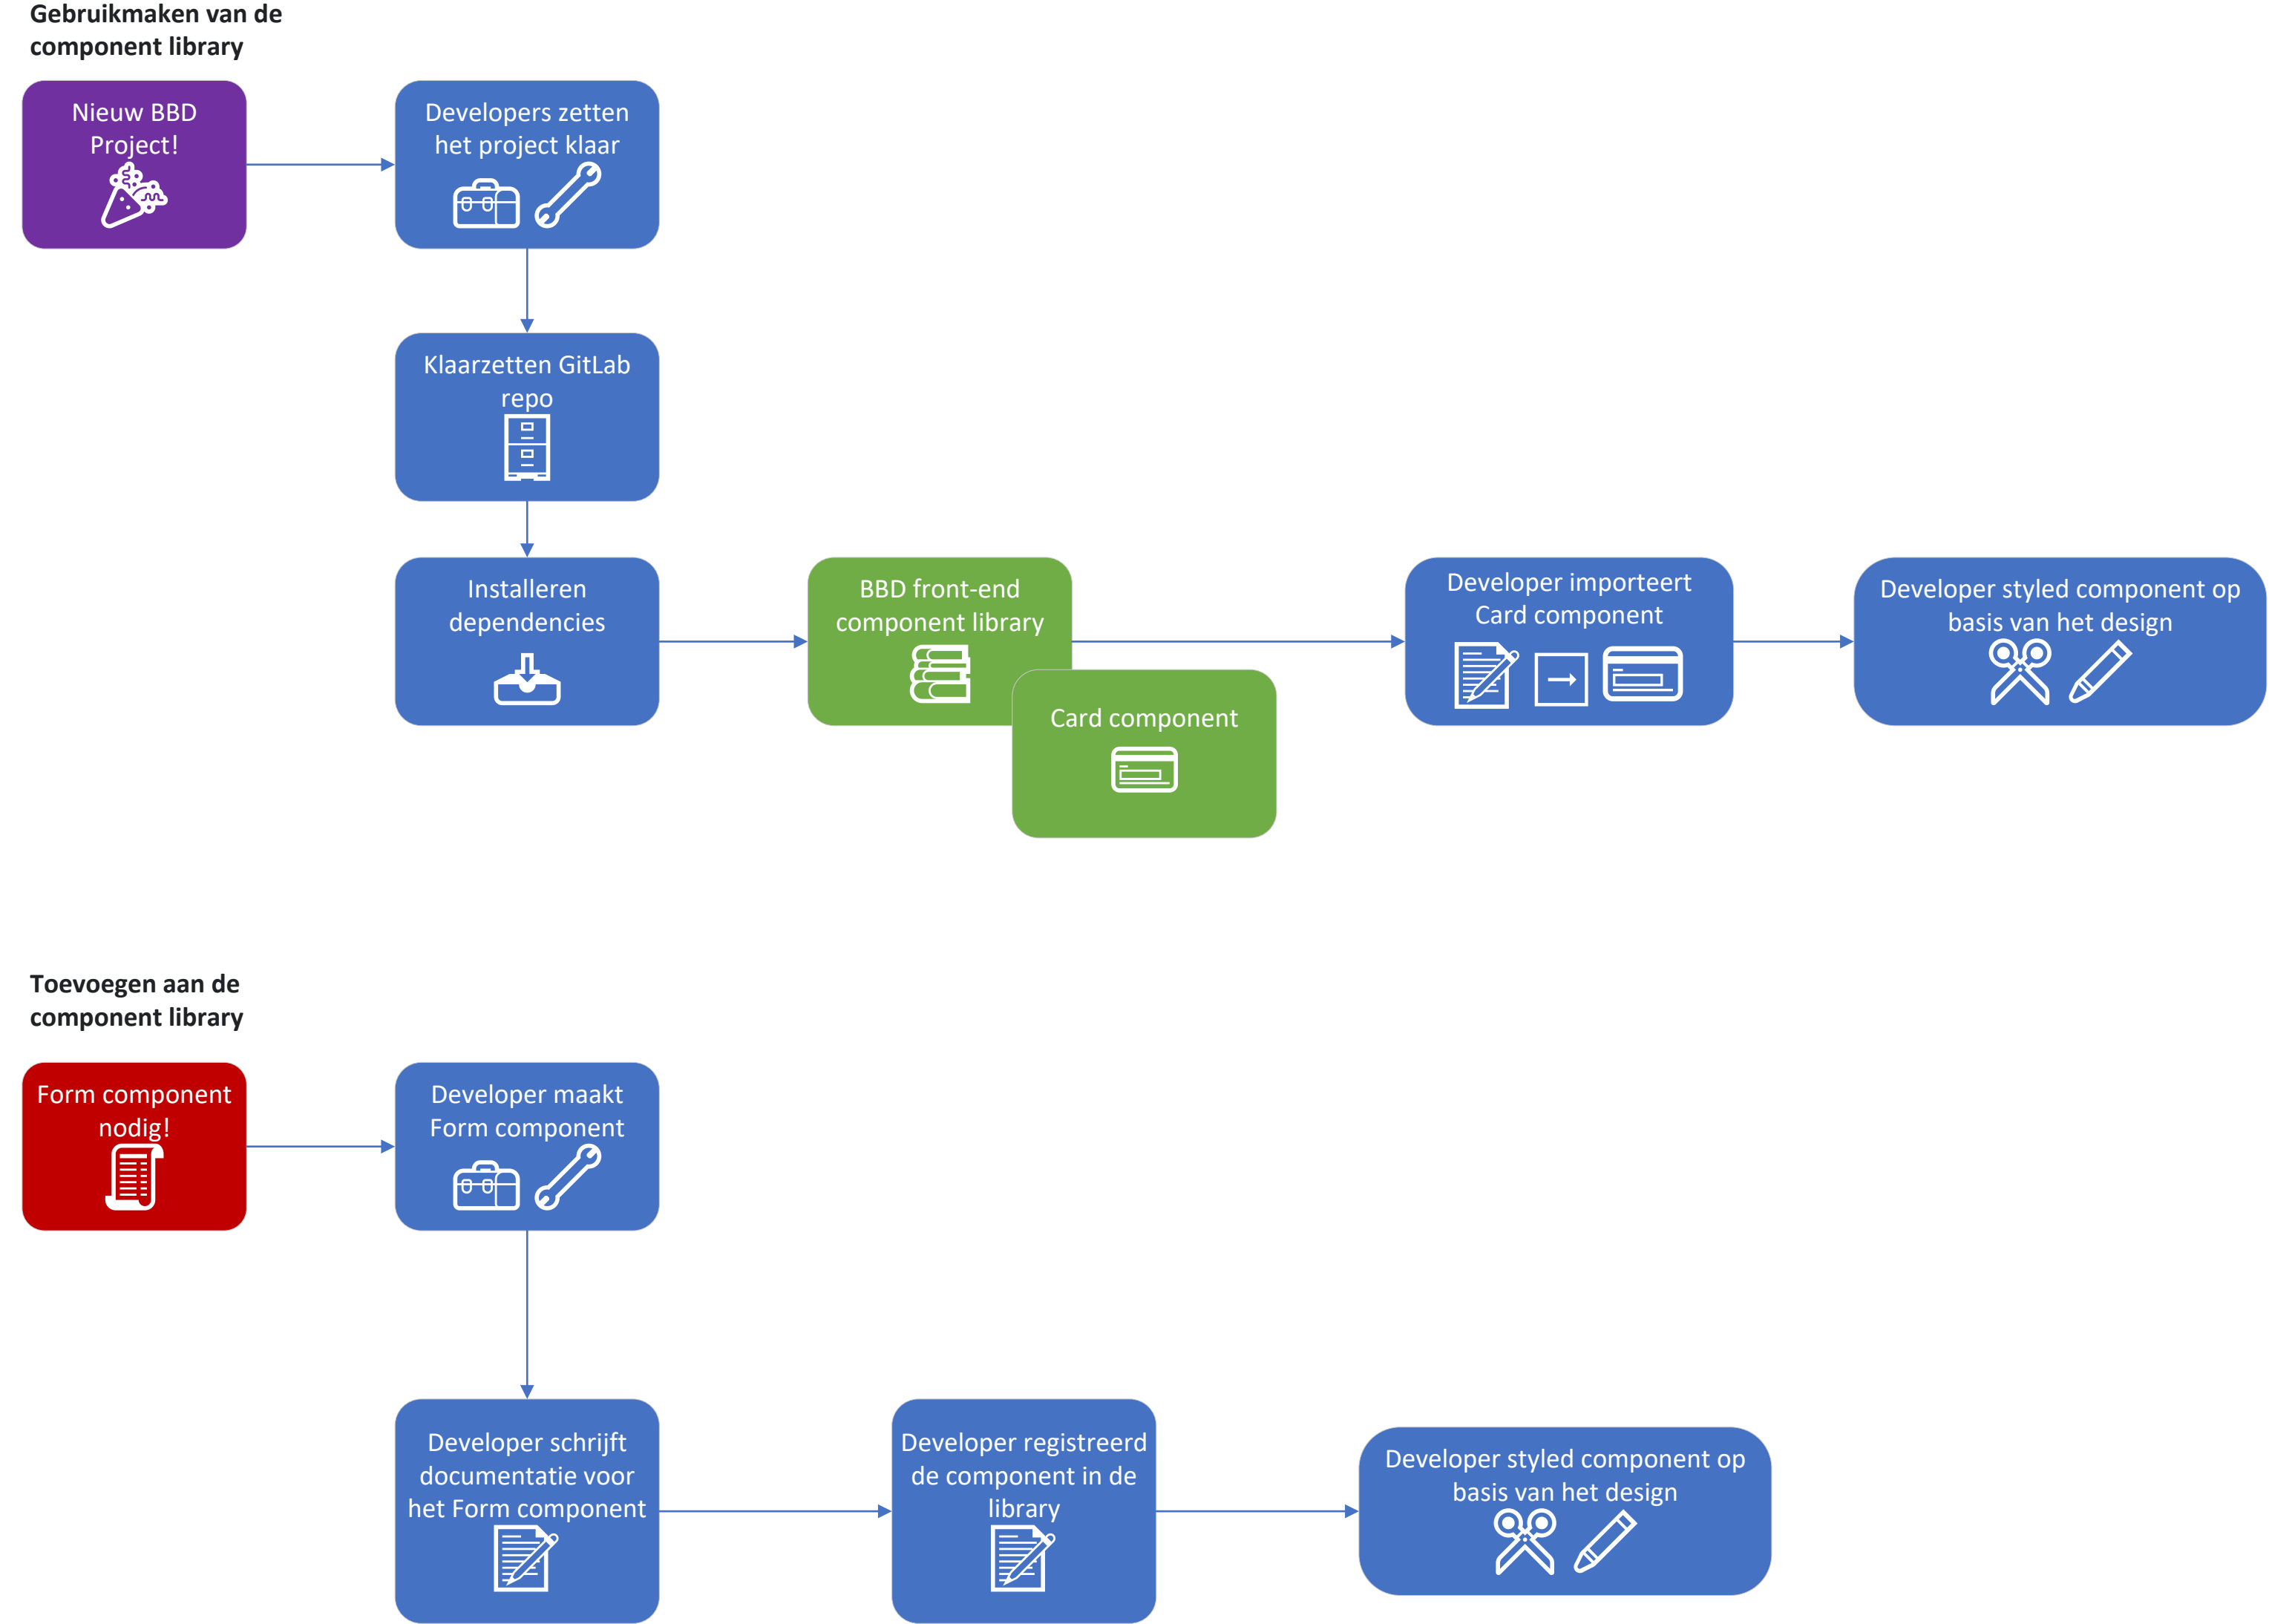 Gebruikmaken van de
component library
Nieuw BBD
Project!
Developers zetten
het project klaar
Klaarzetten GitLab
repo
Installeren
dependencies
BBD front-end
component library
Card component
Developer importeert
Card component
Developer styled component op
basis van het design
Toevoegen aan de
component library
Form component
nodig!
Developer maakt
Form component
Developer schrijft
documentatie voor
het Form component
Developer registreerd
de component in de
library
Developer styled component op
basis van het design